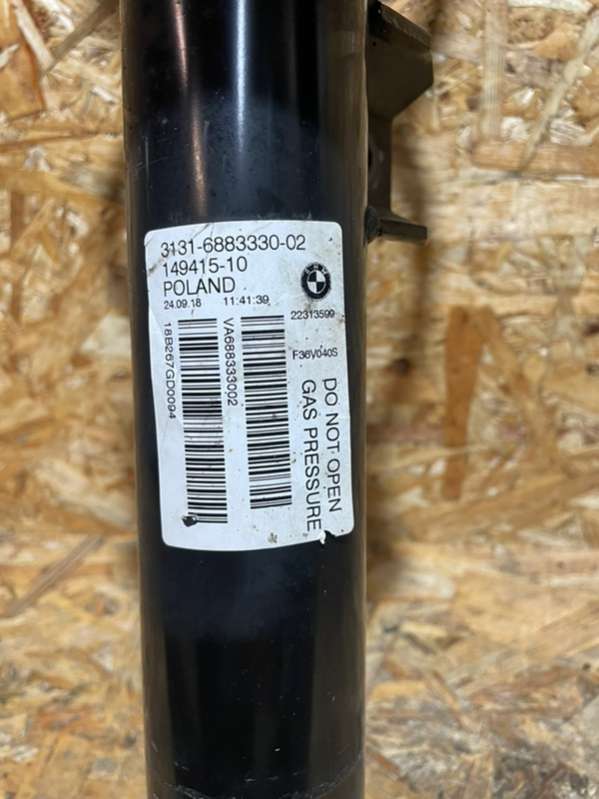 3131-6883330-02
149415-10
POLAND
24.09.18 11:41:39
22313599
F36V040S
18B267GD0094
VA688333002
DO NOT OPEN
GAS PRESSURE